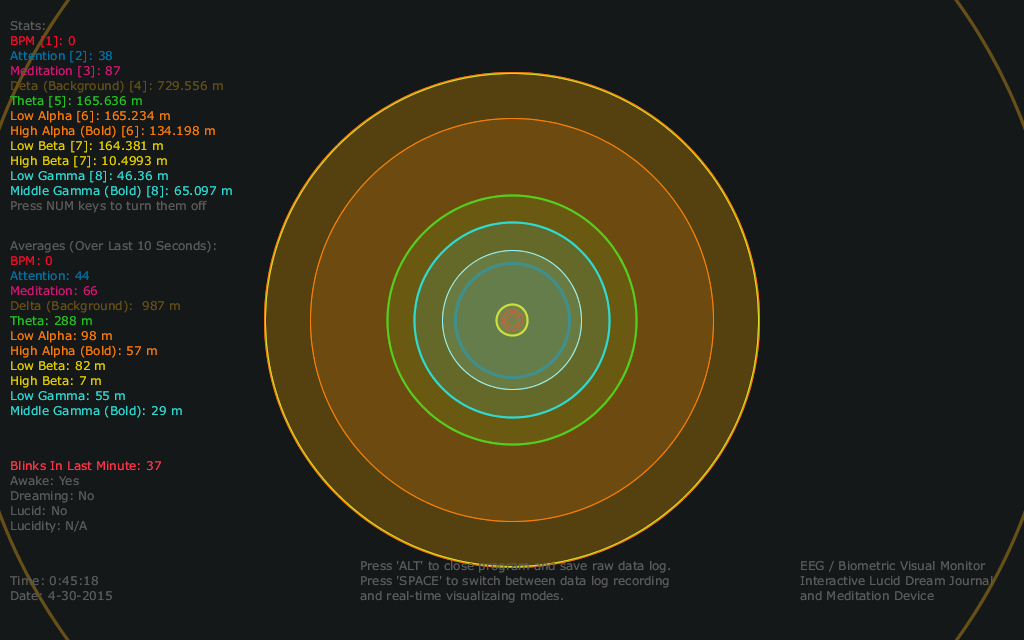 Stats:
BPM [1]: 0
Attention [2]: 38
Meditation [3]: 87
Deta (Background) [4]: 729.556 m
Theta [5]: 165.636 m
Low Alpha [6]: 165.234 m
High Alpha (Bold) [6]: 134.198 m
Low Beta [7]: 164.381 m
High Beta [7]: 10.4993 m
Low Gamma [8]: 46.36 m
Middle Gamma (Bold) [8]: 65.097 m
Press NUM keys to turn them off
Averages (Over Last 10 Seconds):
BPM: 0
Attention: 44
Meditation: 66
Delta (Background):  987 m
Theta: 288 m
Low Alpha: 98 m
High Alpha (Bold): 57 m
Low Beta: 82 m
High Beta: 7 m
Low Gamma: 55 m
Middle Gamma (Bold): 29 m
Blinks In Last Minute: 37
Awake: Yes
Dreaming: No
Lucid: No
Lucidity: N/A
Time: 0:45:18
Date: 4-30-2015
Press 'ALT' to close program and save raw data log.
Press 'SPACE' to switch between data log recording
and real-time visualizaing modes.
EEG / Biometric Visual Monitor
Interactive Lucid Dream Journal
and Meditation Device